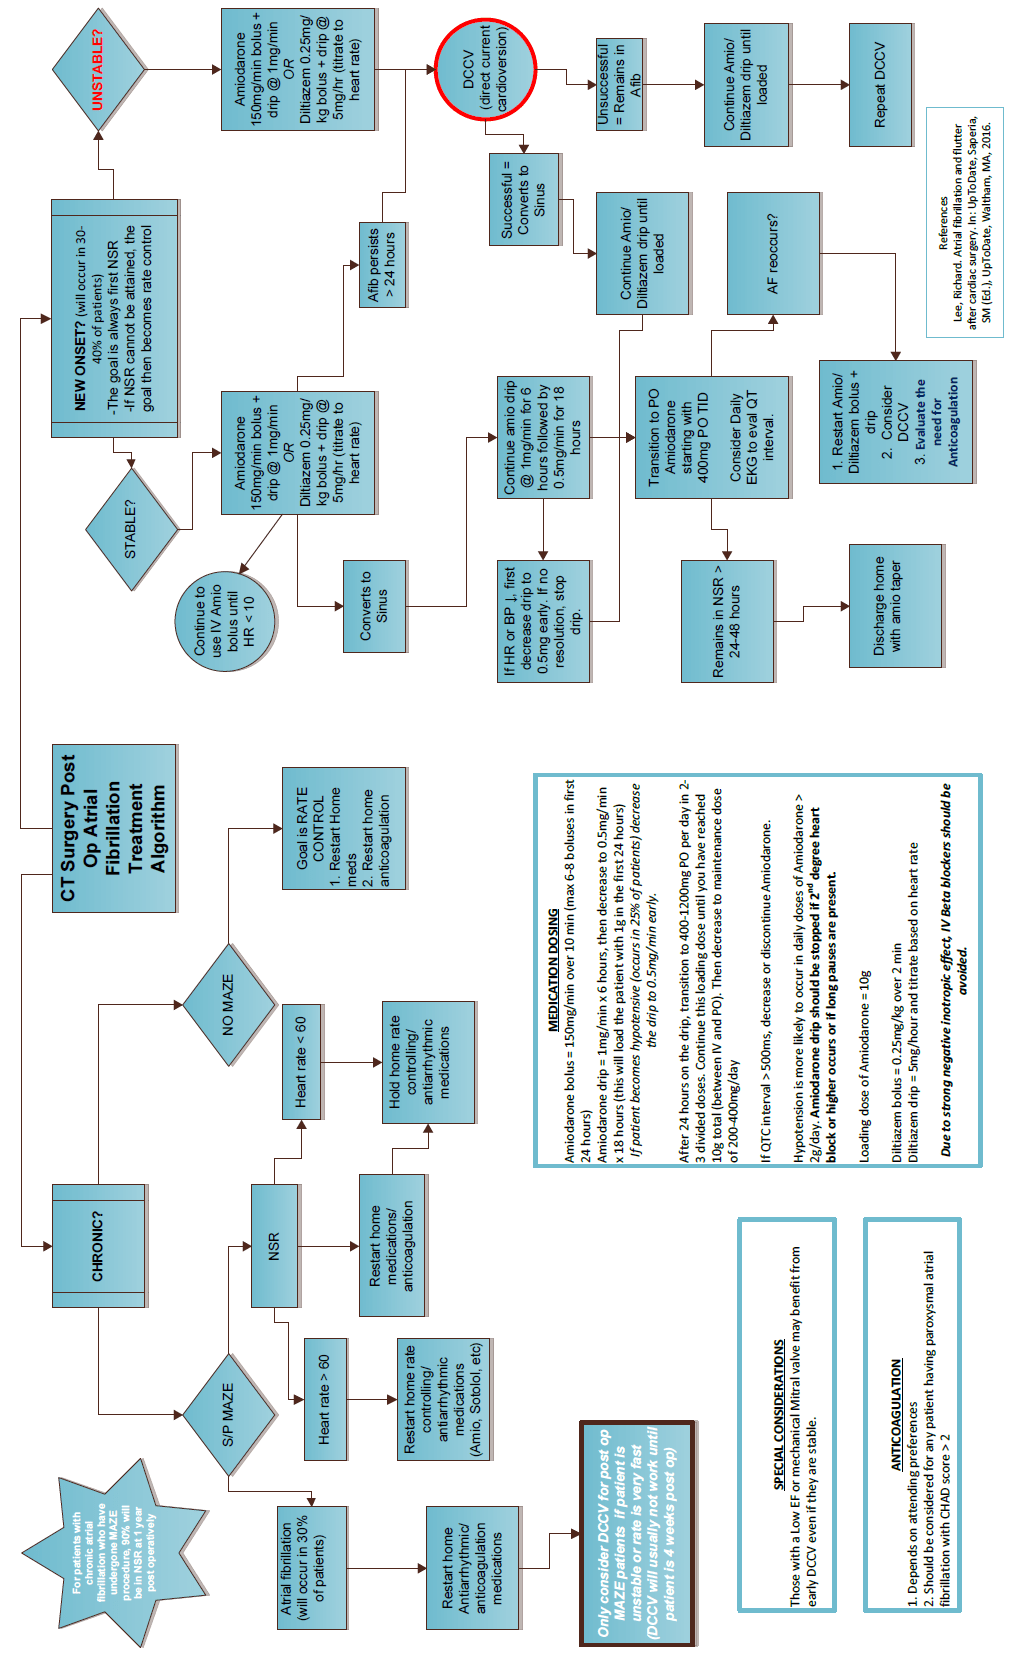 CT Surgery Post
Op Atrial
Fibrillation
Treatment
Algorithm
For patients with
chronic atrial
fibrillation who have
undergone MAZE
procedure, 90% will
be in NSR at 1 year
post operatively
CHRONIC?
S/P MAZE
NO MAZE
Atrial fibrillation
(will occur in 30%
of patients)
Restart home
Antiarrhythmic/
anticoagulation
medications
Only consider DCCV for post op
MAZE patients if patient is
unstable or rate is very fast
(DCCV will usually not work until
patient is 4 weeks post op)
NSR
Heart rate > 60
Restart home rate
controlling/
antiarrhythmic
medications
(Amio, Sotolol, etc)
Restart home
medications/
anticoagulation
Heart rate < 60
Hold home rate
controlling/
antiarrhythmic
medications
Goal is RATE
CONTROL
1. Restart Home
meds
2. Restart home
anticoagulation
NEW ONSET? (will occur in 30-
40% of patients)
-The goal is always first NSR
-If NSR cannot be attained, the
goal then becomes rate control
STABLE?
UNSTABLE?
Amiodarone
150mg/min bolus +
drip @ 1mg/min
OR
Diltiazem 0.25mg/
kg bolus + drip @
5mg/hr (titrate to
heart rate)
Continue to
use IV Amio
bolus until
HR < 10
Converts to
Sinus
Afib persists
> 24 hours
Amiodarone
150mg/min bolus +
drip @ 1mg/min
OR
Diltiazem 0.25mg/
kg bolus + drip @
5mg/hr (titrate to
heart rate)
DCCV
(direct current
cardioversion)
Successful =
Converts to
Sinus
Unsuccessful
= Remains in
Afib
Continue Amio/
Diltiazem drip until
loaded
Continue Amio/
Diltiazem drip until
loaded
Repeat DCCV
Continue amio drip
@ 1mg/min for 6
hours followed by
0.5mg/min for 18
hours
If HR or BP ↓, first
decrease drip to
0.5mg early. If no
resolution, stop
drip.
Transition to PO
Amiodarone
starting with
400mg PO TID
Consider Daily
EKG to eval QT
interval.
Remains in NSR >
24-48 hours
Discharge home
with amio taper
AF reoccurs?
1. Restart Amio/
Diltiazem bolus +
drip
2. Consider
DCCV
3. Evaluate the
need for
Anticoagulation
MEDICATION DOSING
Amiodarone bolus = 150mg/min over 10 min (max 6-8 boluses in first
24 hours)
Amiodarone drip = 1mg/min x 6 hours, then decrease to 0.5mg/min
x 18 hours (this will load the patient with 1g in the first 24 hours)
If patient becomes hypotensive (occurs in 25% of patients) decrease
the drip to 0.5mg/min early.
After 24 hours on the drip, transition to 400-1200mg PO per day in 2-
3 divided doses. Continue this loading dose until you have reached
10g total (between IV and PO). Then decrease to maintenance dose
of 200-400mg/day
If QTC interval > 500ms, decrease or discontinue Amiodarone.
Hypotension is more likely to occur in daily doses of Amiodarone >
2g/day. Amiodarone drip should be stopped if 2nd degree heart
block or higher occurs or if long pauses are present.
Loading dose of Amiodarone = 10g
Diltiazem bolus = 0.25mg/kg over 2 min
Diltiazem drip = 5mg/hour and titrate based on heart rate
Due to strong negative inotropic effect, IV Beta blockers should be
avoided.
SPECIAL CONSIDERATIONS
Those with a Low EF or mechanical Mitral valve may benefit from
early DCCV even if they are stable.
ANTICOAGULATION
1. Depends on attending preferences
2. Should be considered for any patient having paroxysmal atrial
fibrillation with CHAD score > 2
References
Lee, Richard. Atrial fibrillation and flutter
after cardiac surgery. In: UpToDate, Saperia,
SM (Ed.), UpToDate, Waltham, MA, 2016.